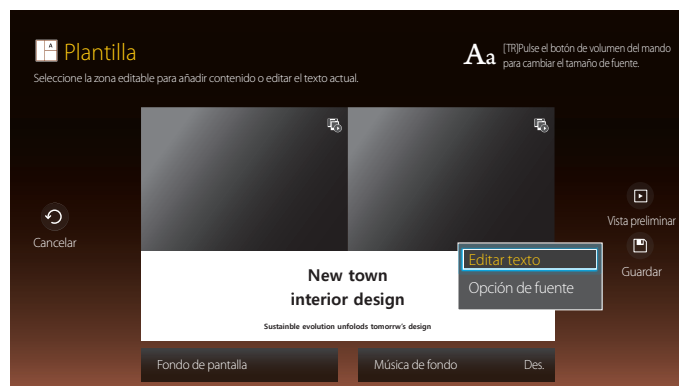 A
Plantilla
Seleccione la zona editable para añadir contenido o editar el texto actual.
Aa
[TR]Pulse el botón de volumen del mando
para cambiar el tamaño de fuente.
Cancelar
Vista preliminar
Guardar
Editar texto
Opción de fuente
New town
interior design
Sustainble evolution unfolods tomorrw's design
Fondo de pantalla
Música de fondo Des.